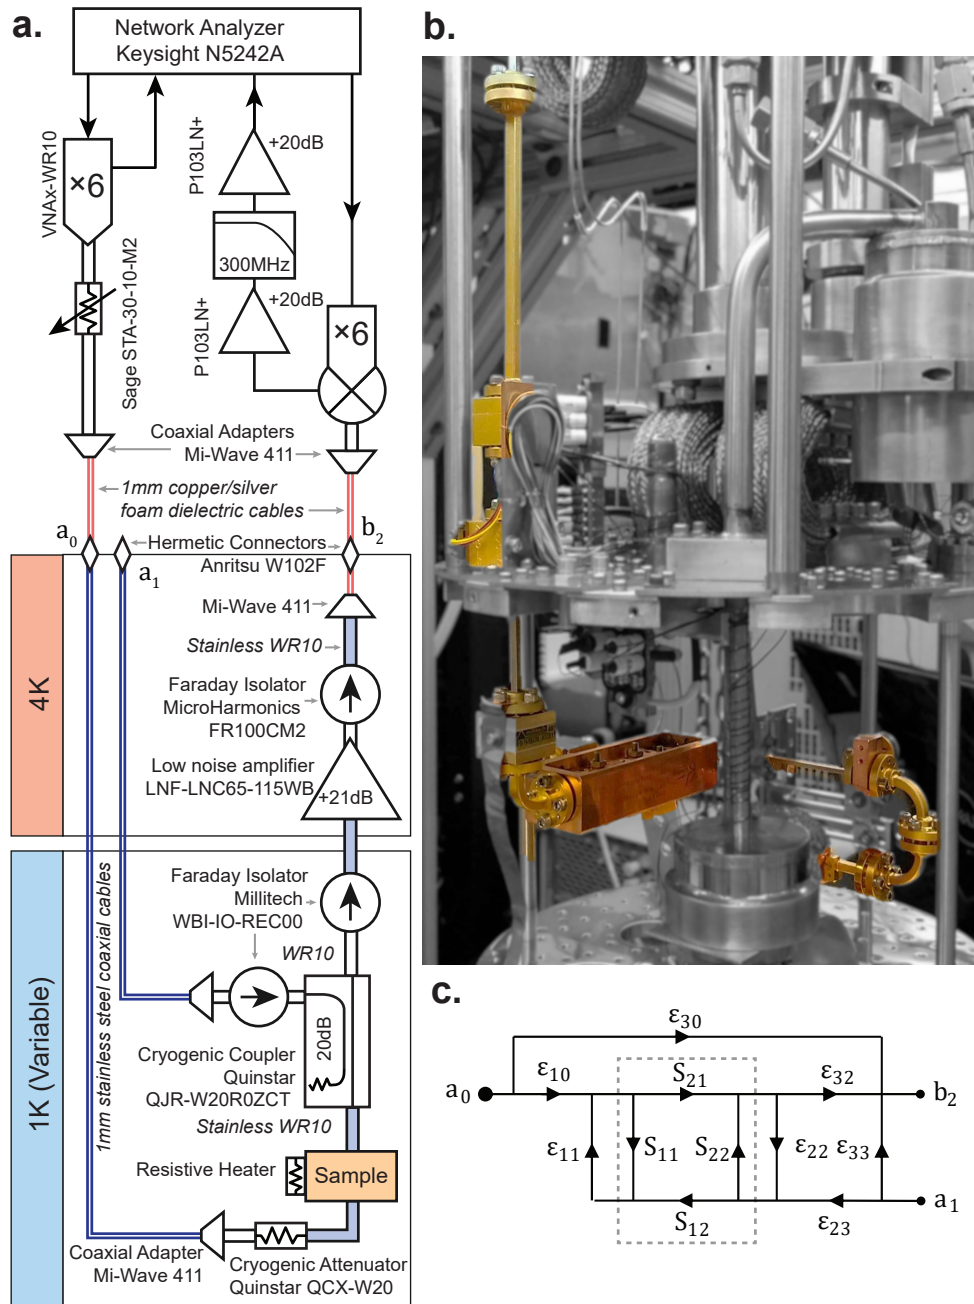 a.
Network Analyzer
Keysight N5242A
VNAx-WR10
×6
Sage STA-30-10-M2
P103LN+
+20dB
300MHz
P103LN+
+20dB
×6
Coaxial Adapters
Mi-Wave 411
1mm copper/silver
foam dielectric cables
a0
b2
Hermetic Connectors
Anritsu W102F
a1
4K
Mi-Wave 411
Stainless WR10
Faraday Isolator
MicroHarmonics
FR100CM2
Low noise amplifier
LNF-LNC65-115WB
+21dB
1K (Variable)
1mm stainless steel coaxial cables
Faraday Isolator
Millitech
WBI-IO-REC00
WR10
20dB
Cryogenic Coupler
Quinstar
QJR-W20R0ZCT
Stainless WR10
Resistive Heater
Sample
Coaxial Adapter
Mi-Wave 411
Cryogenic Attenuator
Quinstar QCX-W20
b.
c.
ε30
a0
ε10
S21
ε32
b2
ε11
S11
S22
ε22
ε33
S12
ε23
a1